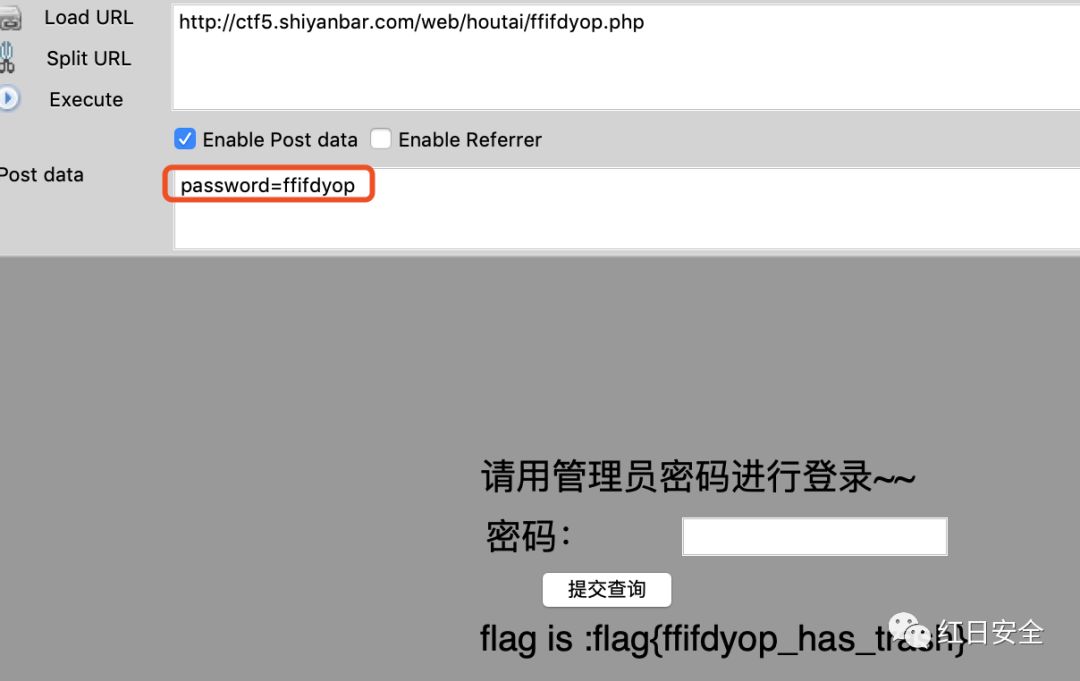 Load URL
http://ctf5.shiyanbar.com/web/houtai/ffifdyop.php
Split URL
Execute
Enable Post data Enable Referrer
Post data
password=ffifdyop
请用管理员密码进行登录~~
密码：
提交查询
flag is :flag{ffifdyop_has_trash}
红日安全